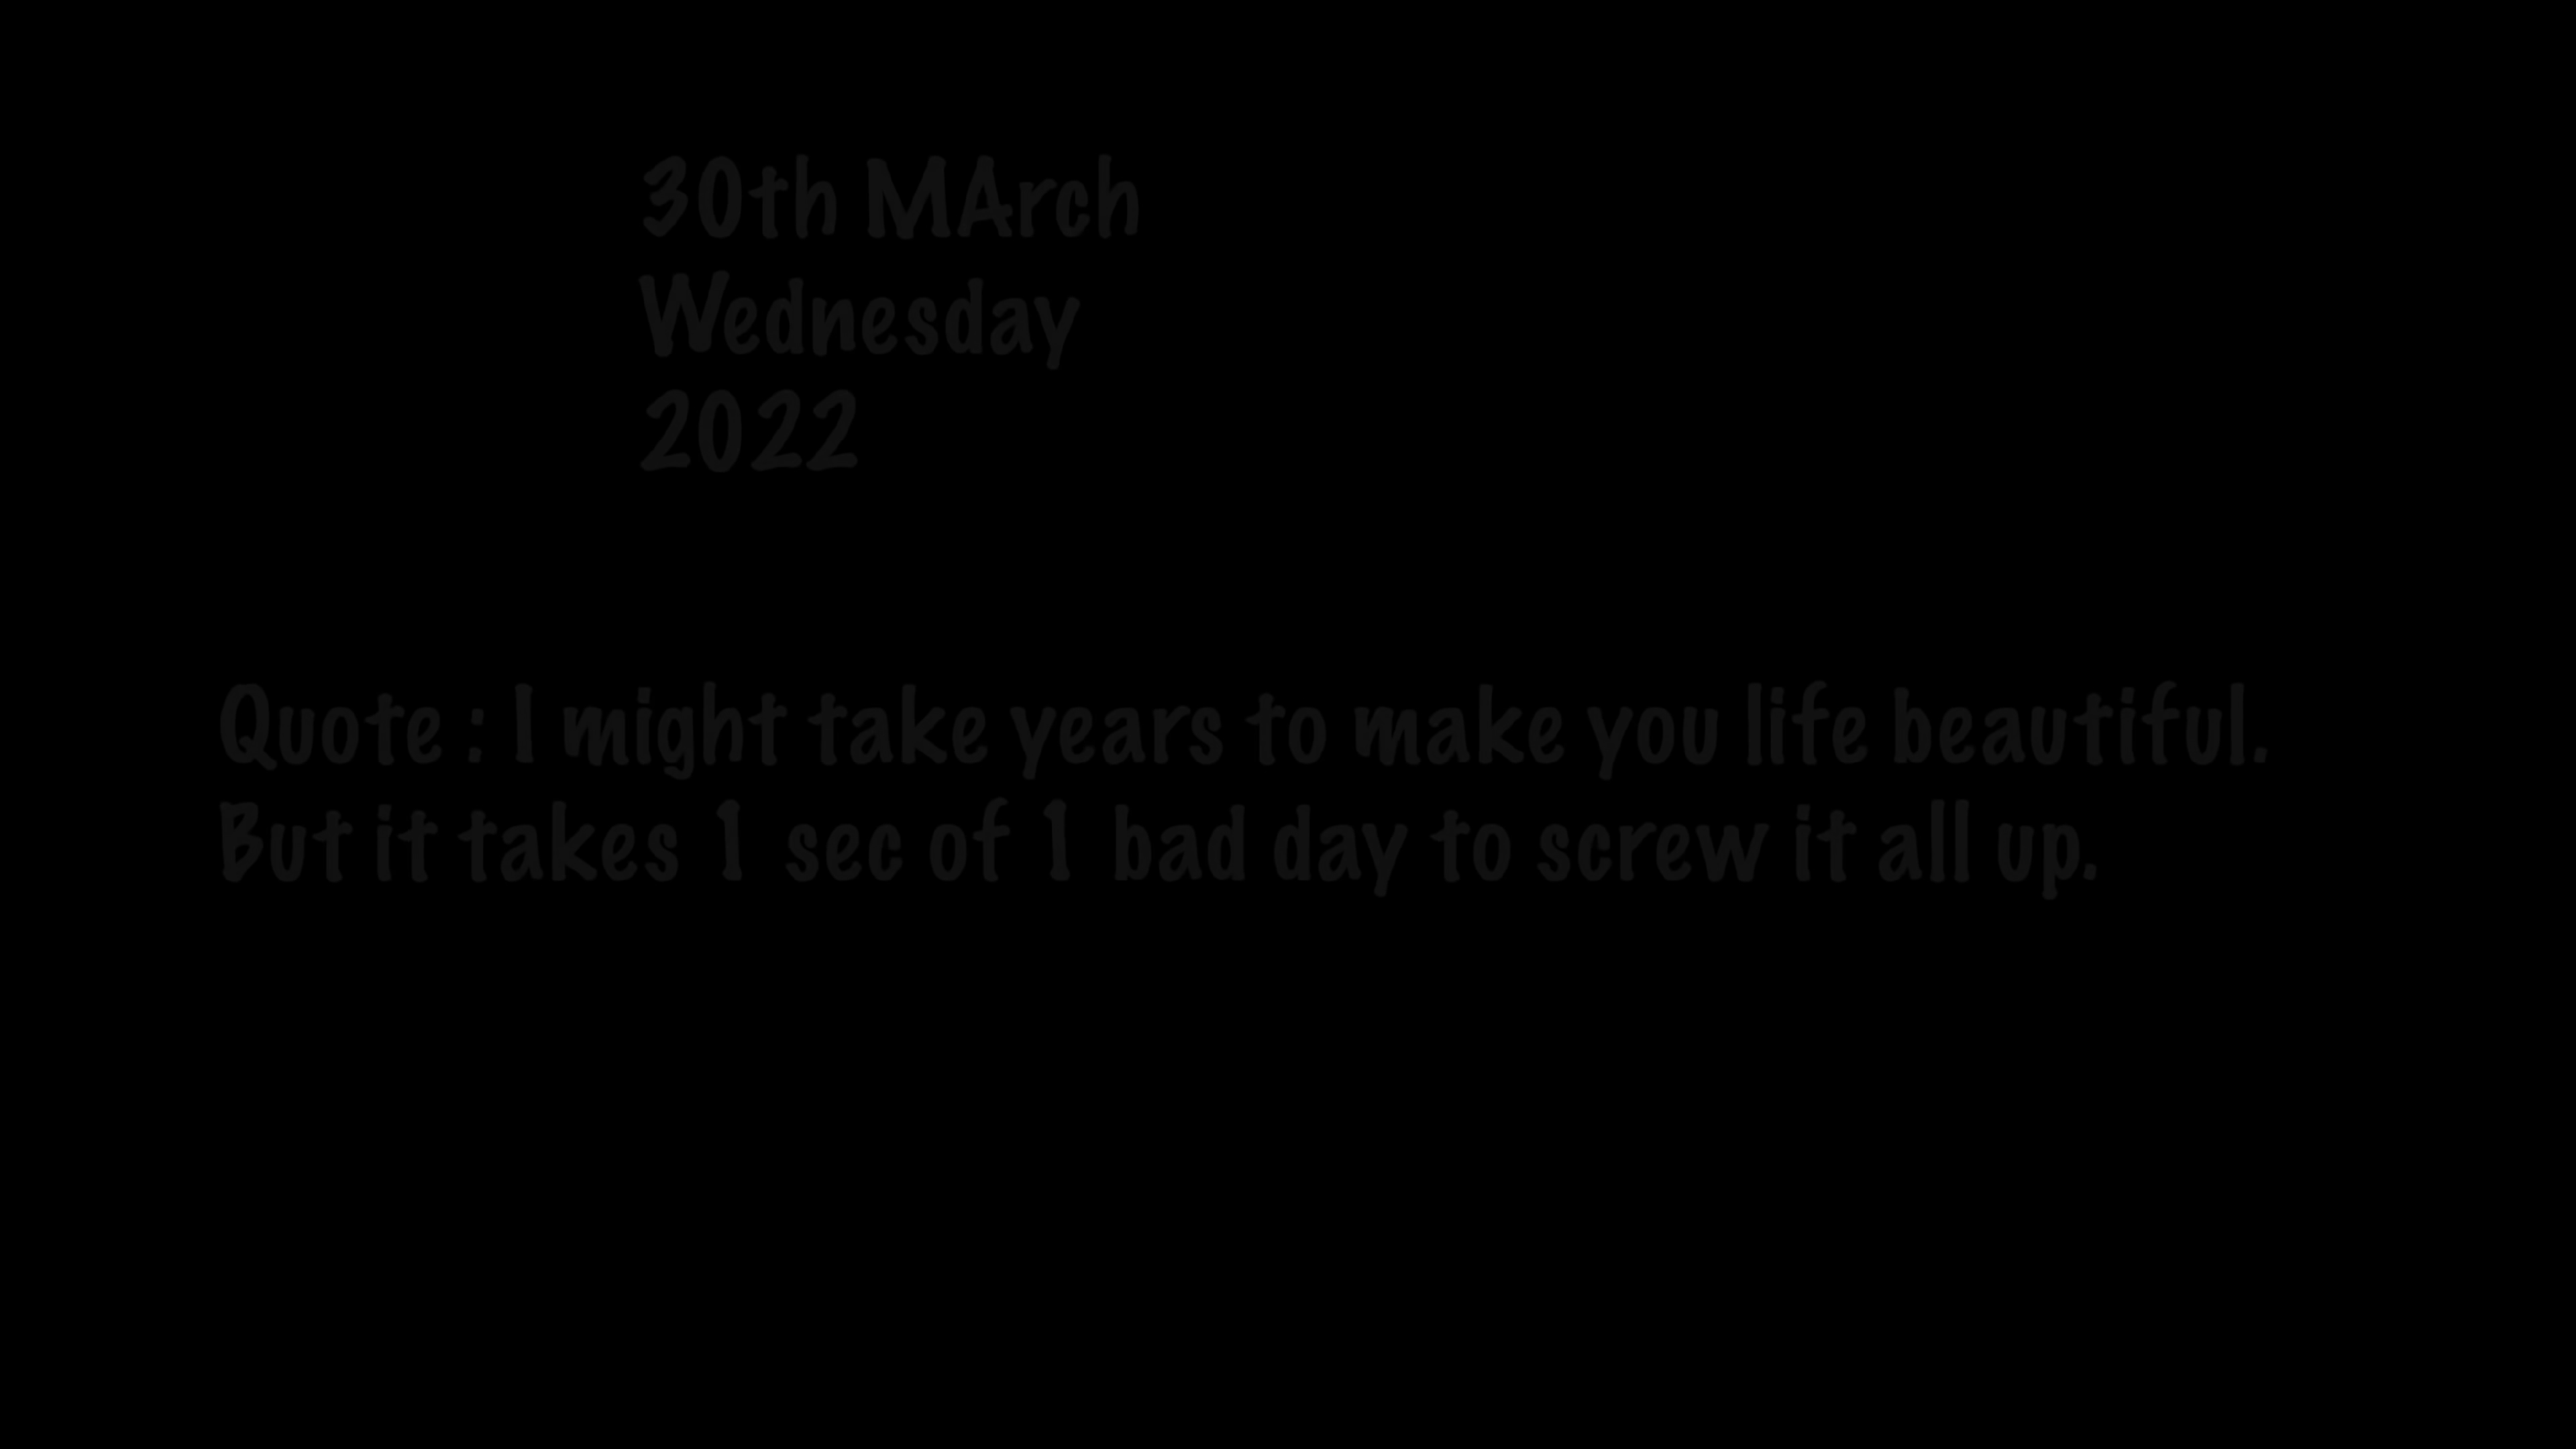 30th MArch
Wednesday
2022
Quote : I might take years to make you life beautiful.
But it takes 1 sec of 1 bad day to screw it all up.